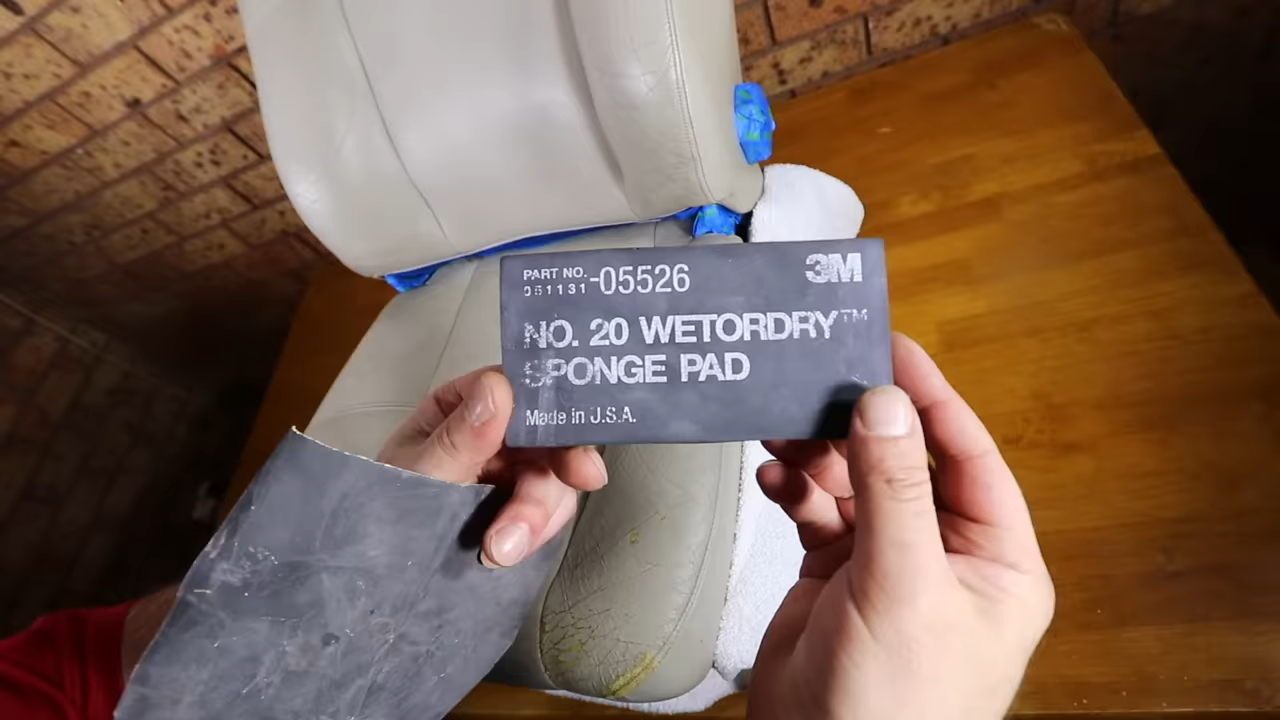 PART NO.
051131-05526
3M
NO. 20 WETORDRY™
SPONGE PAD
Made in U.S.A.